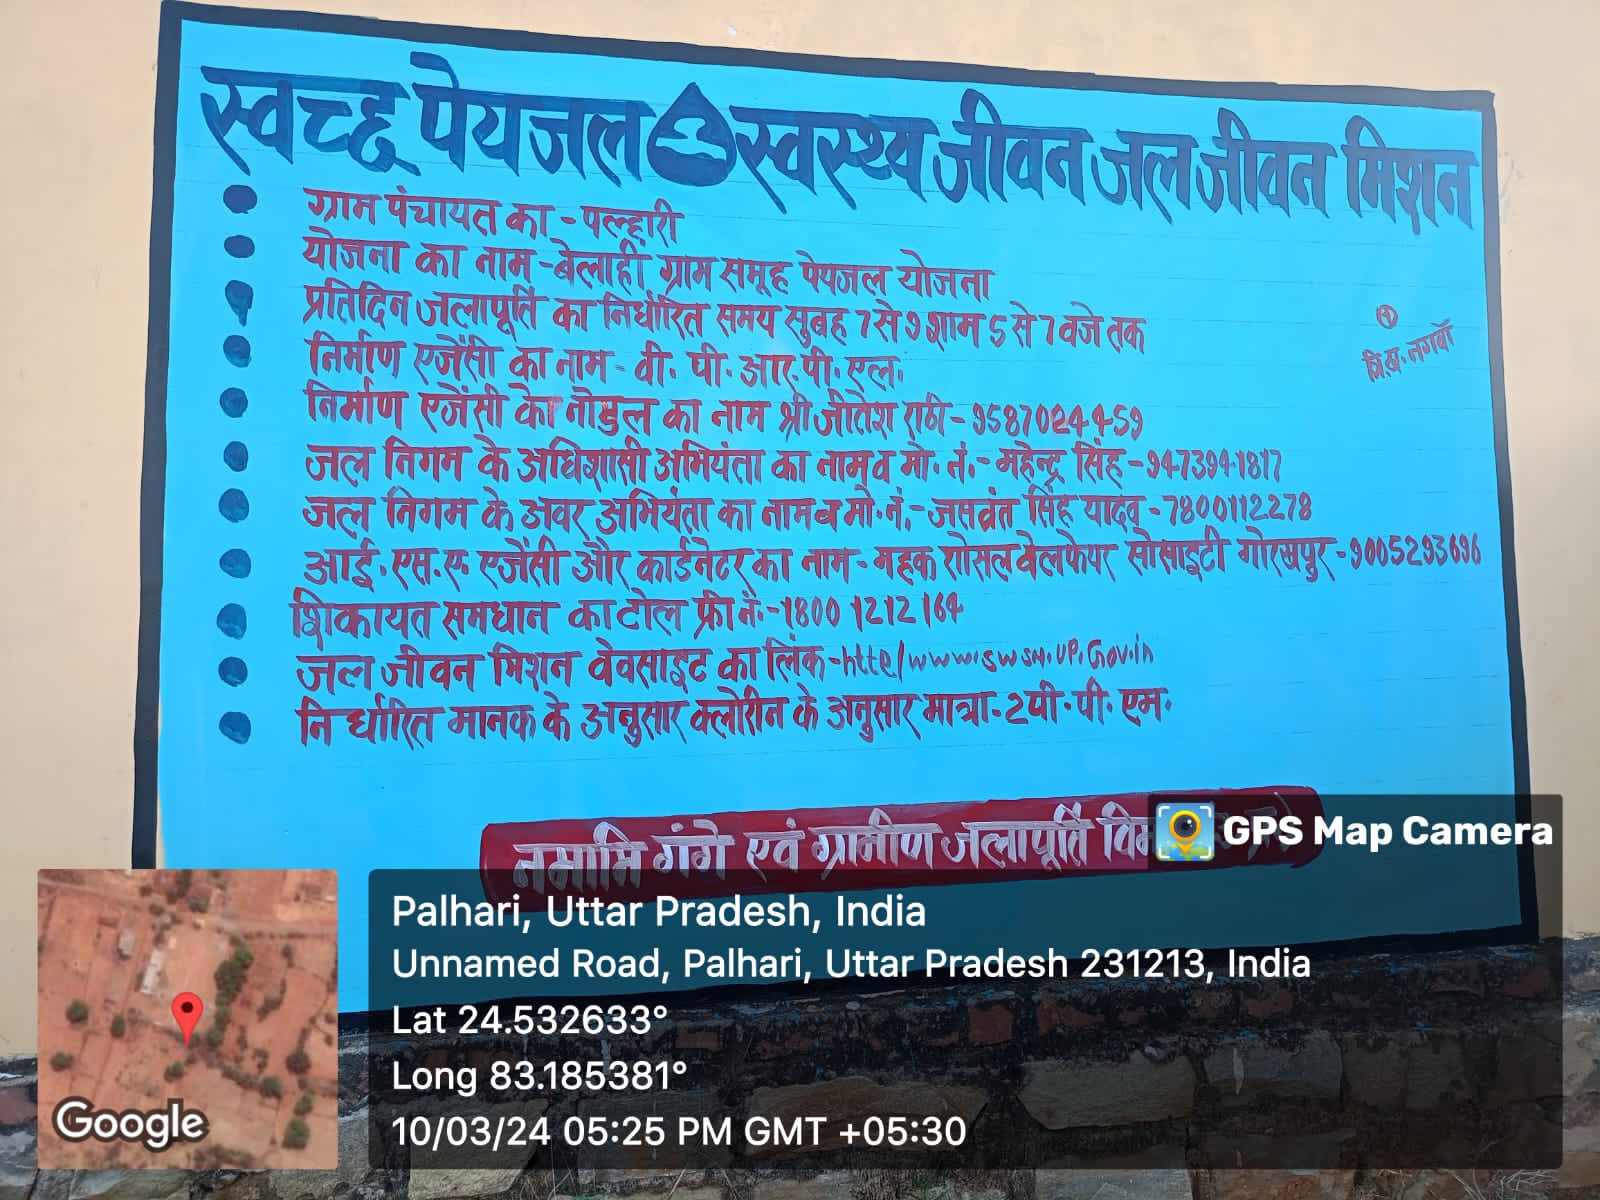 स्वच्छ पेयजल स्वस्थ्य जीवन जल जीवन मिशन
ग्राम पंचायत का - पल्हारी
योजना का नाम - बेलाही ग्राम समूह पेयजल योजना
प्रतिदिन जलापूर्ति का निर्धारित समय सुबह 7 से 9 शाम 5 से 7 वजे तक
निर्माण एजेंसी का नाम - वी. पी. आर. पी. एल.
निर्माण एजेंसी के नोडल का नाम श्री जीतेश राठी - 9587024459
जल निगम के अधिशासी अभियंता का नाम व मो. नं. - महेन्द्र सिंह - 9473941817
जल निगम के अवर अभियंता का नाम व मो. नं. - जसवंत सिंह यादव - 7800112278
आई. एस. ए. एजेंसी और कार्डनेटर का नाम - महक सोसल वेलफेयर सोसाइटी गोरखपुर - 9005293696
शिकायत समधान का टोल फ्री नं. - 1800 1212 164
जल जीवन मिशन वेवसाइट का लिंक - http/www.swsm.up.Gov.in
निर्धारित मानक के अनुसार क्लोरीन के अनुसार मात्रा - 2 पी. पी. एम.
वि.ख. नगवाँ
नमामि गंगे एवं ग्रामीण जलापूर्ति
GPS Map Camera
Palhari, Uttar Pradesh, India
Unnamed Road, Palhari, Uttar Pradesh 231213, India
Lat 24.532633°
Long 83.185381°
10/03/24 05:25 PM GMT +05:30
Google